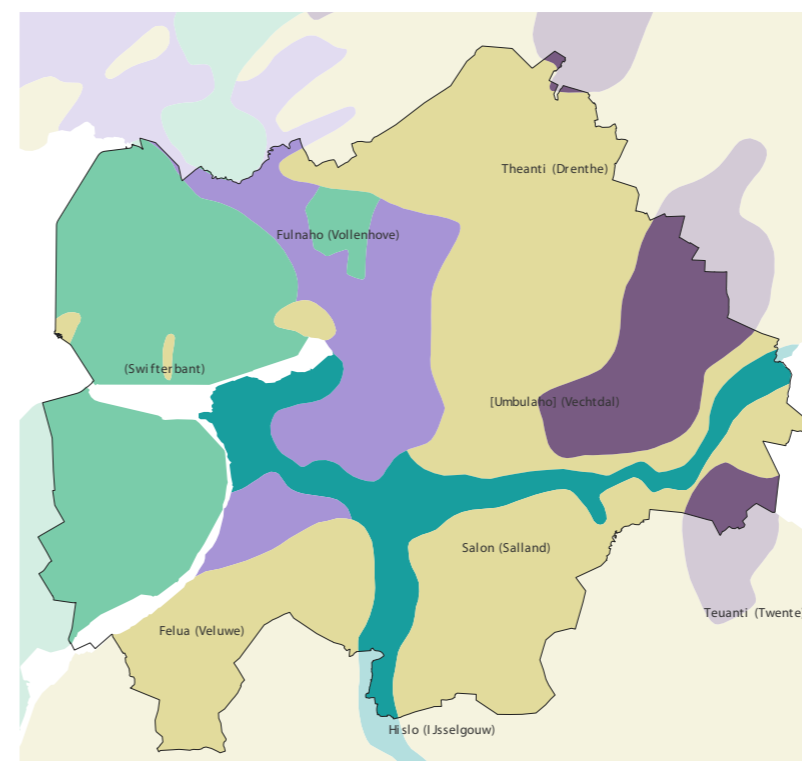 Theanti (Drenthe)
Fulnaho (Vollenhove)
(Swifterbant)
[Umbulaho] (Vechtdal)
Salon (Salland)
Teuanti (Twente)
Felua (Veluwe)
Hislo (IJsselgouw)